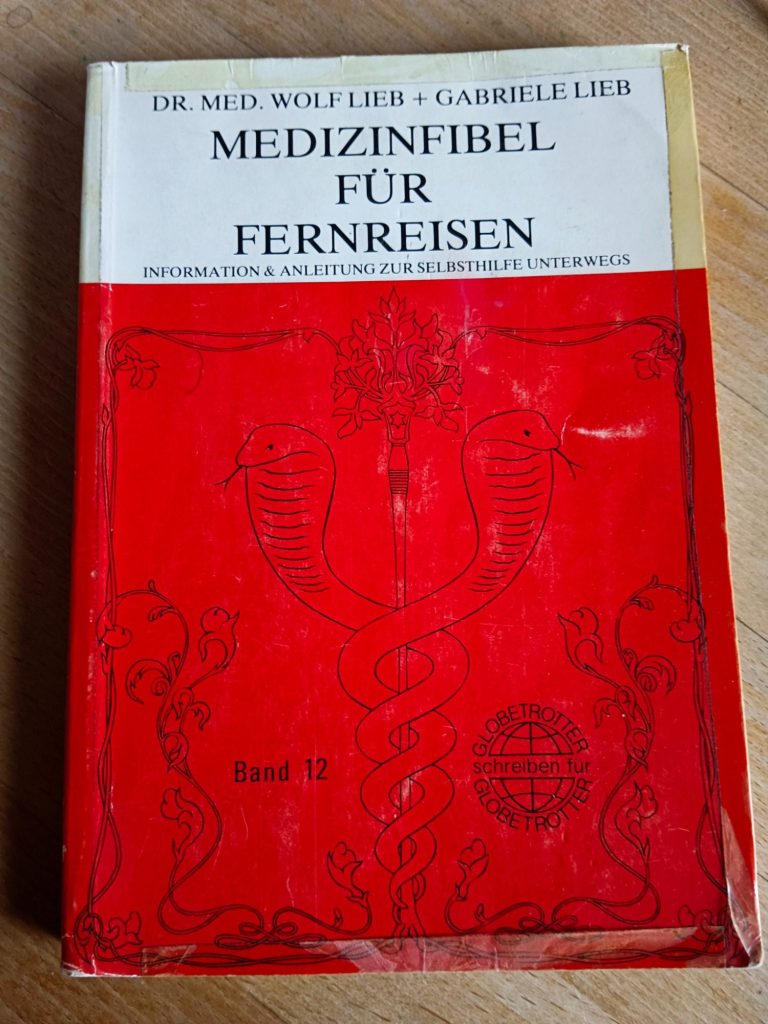 DR. MED. WOLF LIEB + GABRIELE LIEB
MEDIZINFIBEL
FÜR
FERNREISEN
INFORMATION & ANLEITUNG ZUR SELBSTHILFE UNTERWEGS
Band 12
GLOBETROTTER
schreiben für
GLOBETROTTER